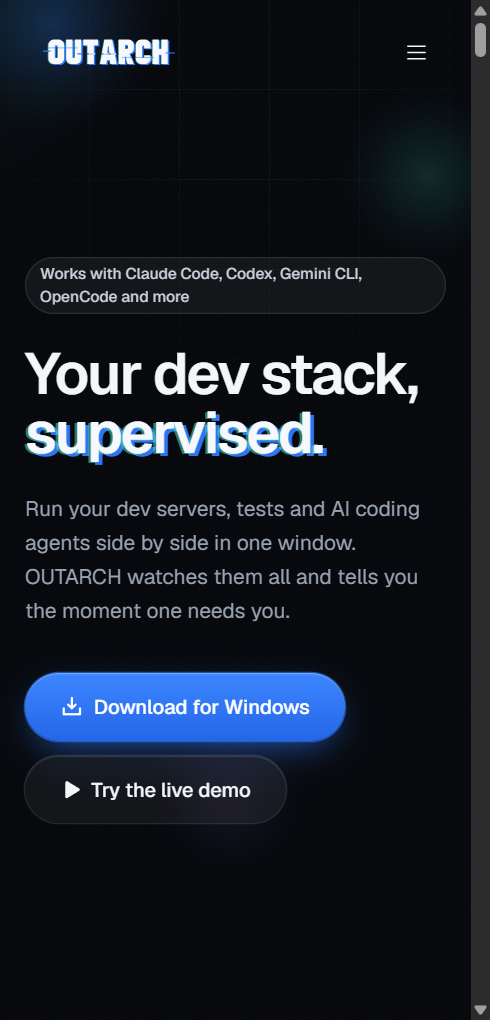 OUTARCH
Works with Claude Code, Codex, Gemini CLI,
OpenCode and more
Your dev stack,
supervised.
Run your dev servers, tests and AI coding
agents side by side in one window.
OUTARCH watches them all and tells you
the moment one needs you.
Download for Windows
Try the live demo